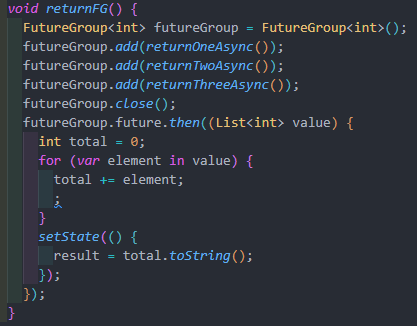 void returnFG() {
  FutureGroup<int> futureGroup = FutureGroup<int>();
  futureGroup.add(returnOneAsync());
  futureGroup.add(returnTwoAsync());
  futureGroup.add(returnThreeAsync());
  futureGroup.close();
  futureGroup.future.then((List<int> value) {
    int total = 0;
    for (var element in value) {
      total += element;
      ;
    }
    setState(() {
      result = total.toString();
    });
  });
}